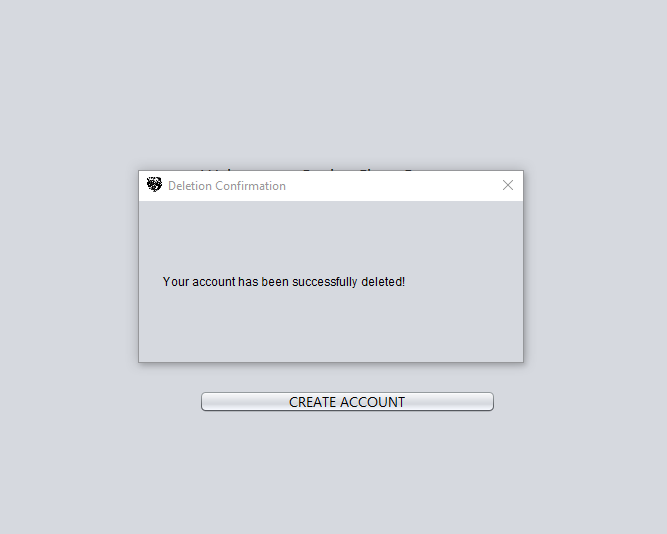 Deletion Confirmation
Your account has been successfully deleted!
CREATE ACCOUNT